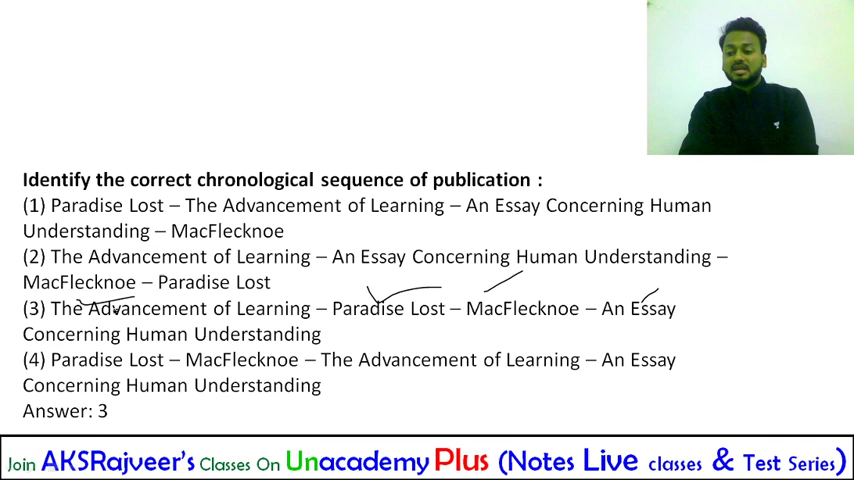 Identify the correct chronological sequence of publication :
(1) Paradise Lost – The Advancement of Learning – An Essay Concerning Human
Understanding – MacFlecknoe
(2) The Advancement of Learning – An Essay Concerning Human Understanding –
MacFlecknoe – Paradise Lost
(3) The Advancement of Learning – Paradise Lost – MacFlecknoe – An Essay
Concerning Human Understanding
(4) Paradise Lost – MacFlecknoe – The Advancement of Learning – An Essay
Concerning Human Understanding
Answer: 3
Join AKSRajveer's Classes On Unacademy Plus (Notes Live classes & Test Series)